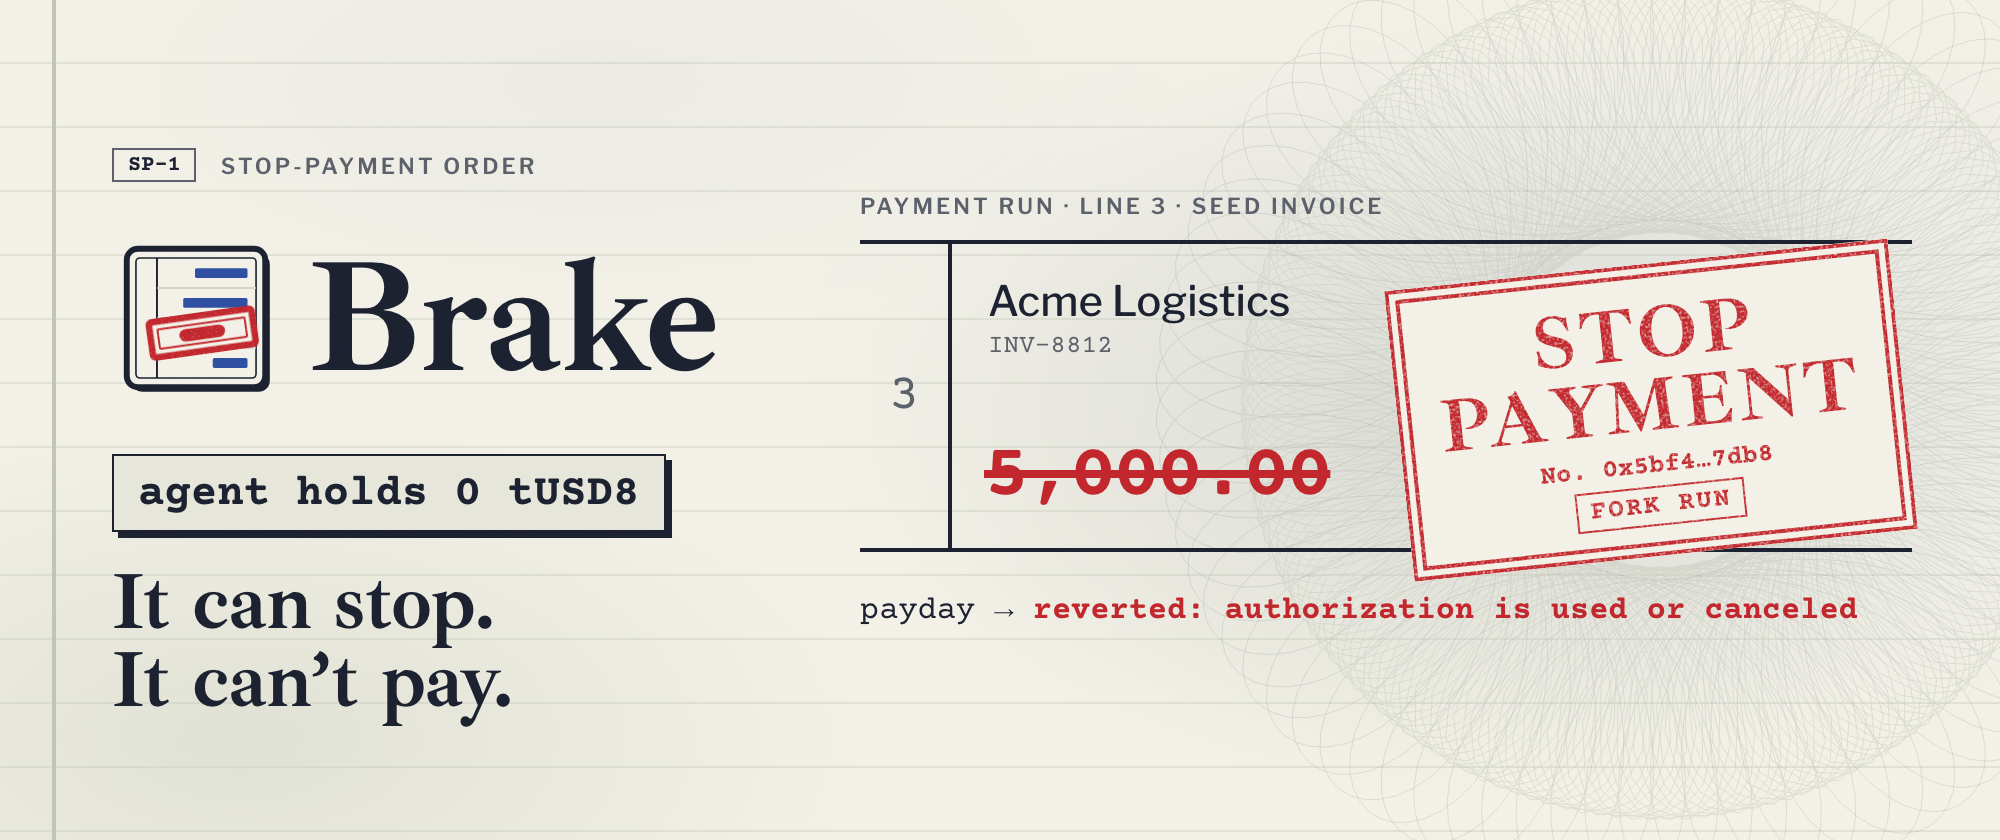 SP-1 STOP-PAYMENT ORDER
Brake
agent holds 0 tUSD8
It can stop.
It can’t pay.
PAYMENT RUN · LINE 3 · SEED INVOICE
3
Acme Logistics
INV-8812
5,000.00
STOP
PAYMENT
No. 0x5bf4…7db8
FORK RUN
payday → reverted: authorization is used or canceled